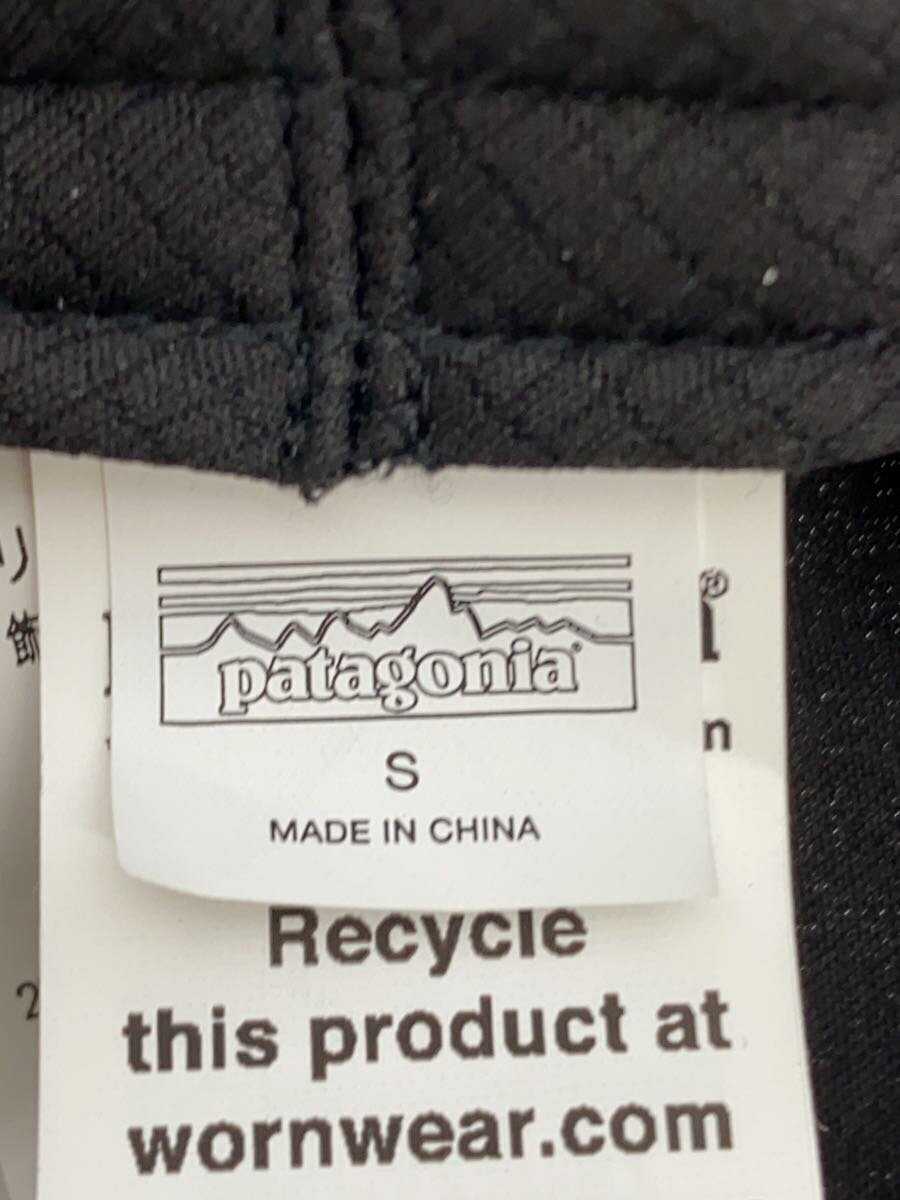 patagonia
S
MADE IN CHINA
Recycle
this product at
wornwear.com